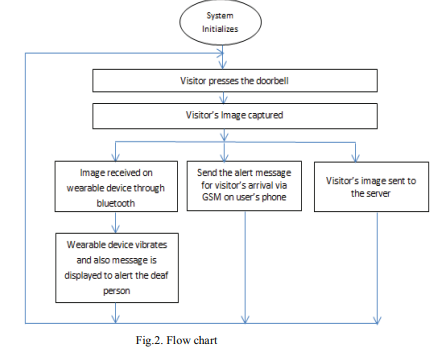 System
Initializes
Visitor presses the doorbell
Visitor's Image captured
Image received on
wearable device through
bluetooth
Send the alert message
for visitor's arrival via
GSM on user's phone
Visitor's image sent to
the server
Wearable device vibrates
and also message is
displayed to alert the deaf
person
Fig.2. Flow chart